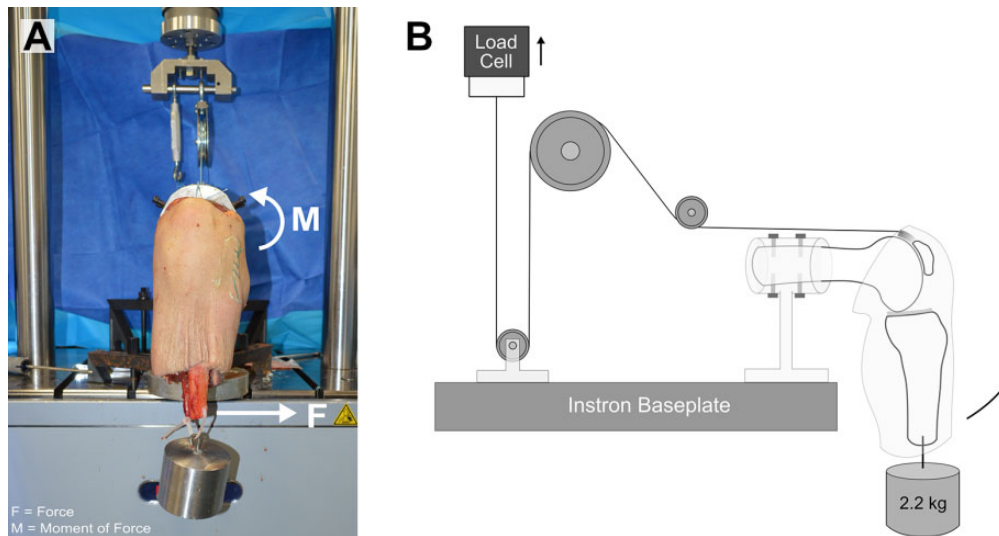 A
M
F
F = Force
M = Moment of Force
B
Load
Cell
Instron Baseplate
2.2 kg